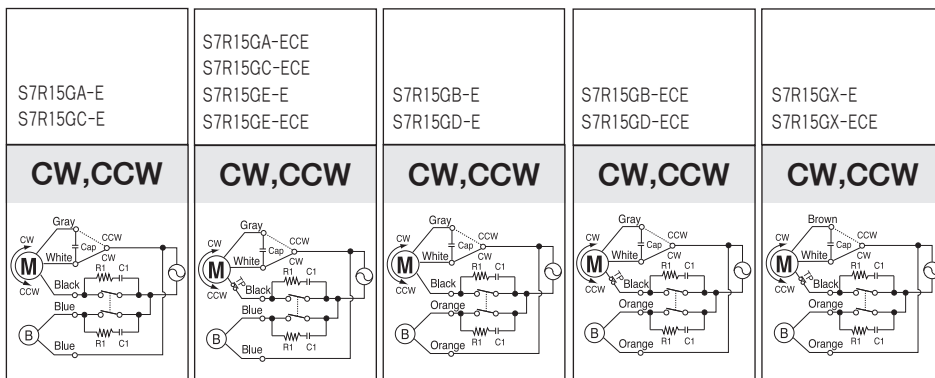 S7R15GA-E
S7R15GC-E
CW,CCW
Gray
CW
CCW
Cap
CW
M
White
R1 C1
CCW
Black
Blue
B
R1 C1
Blue
S7R15GA-ECE
S7R15GC-ECE
S7R15GE-E
S7R15GE-ECE
CW,CCW
Gray
CW
CCW
Cap
CW
M
White
R1 C1
TP
CCW
Black
Blue
B
R1 C1
Blue
S7R15GB-E
S7R15GD-E
CW,CCW
Gray
CW
CCW
Cap
CW
M
White
R1 C1
CCW
Black
Orange
B
R1 C1
Orange
S7R15GB-ECE
S7R15GD-ECE
CW,CCW
Gray
CW
CCW
Cap
CW
M
White
R1 C1
TP
CCW
Black
Orange
B
R1 C1
Orange
S7R15GX-E
S7R15GX-ECE
CW,CCW
Brown
CW
CCW
Cap
CW
M
White
R1 C1
TP
CCW
Black
Orange
B
R1 C1
Orange